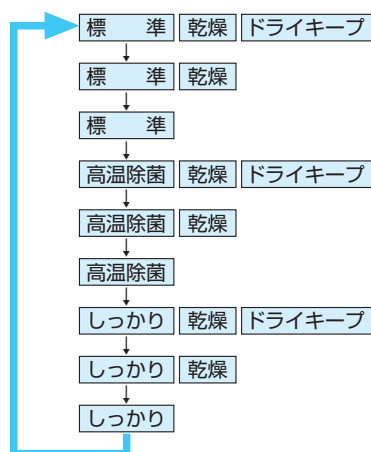 標　準 乾燥 ドライキープ
標　準 乾燥
標　準
高温除菌 乾燥 ドライキープ
高温除菌 乾燥
高温除菌
しっかり 乾燥 ドライキープ
しっかり 乾燥
しっかり